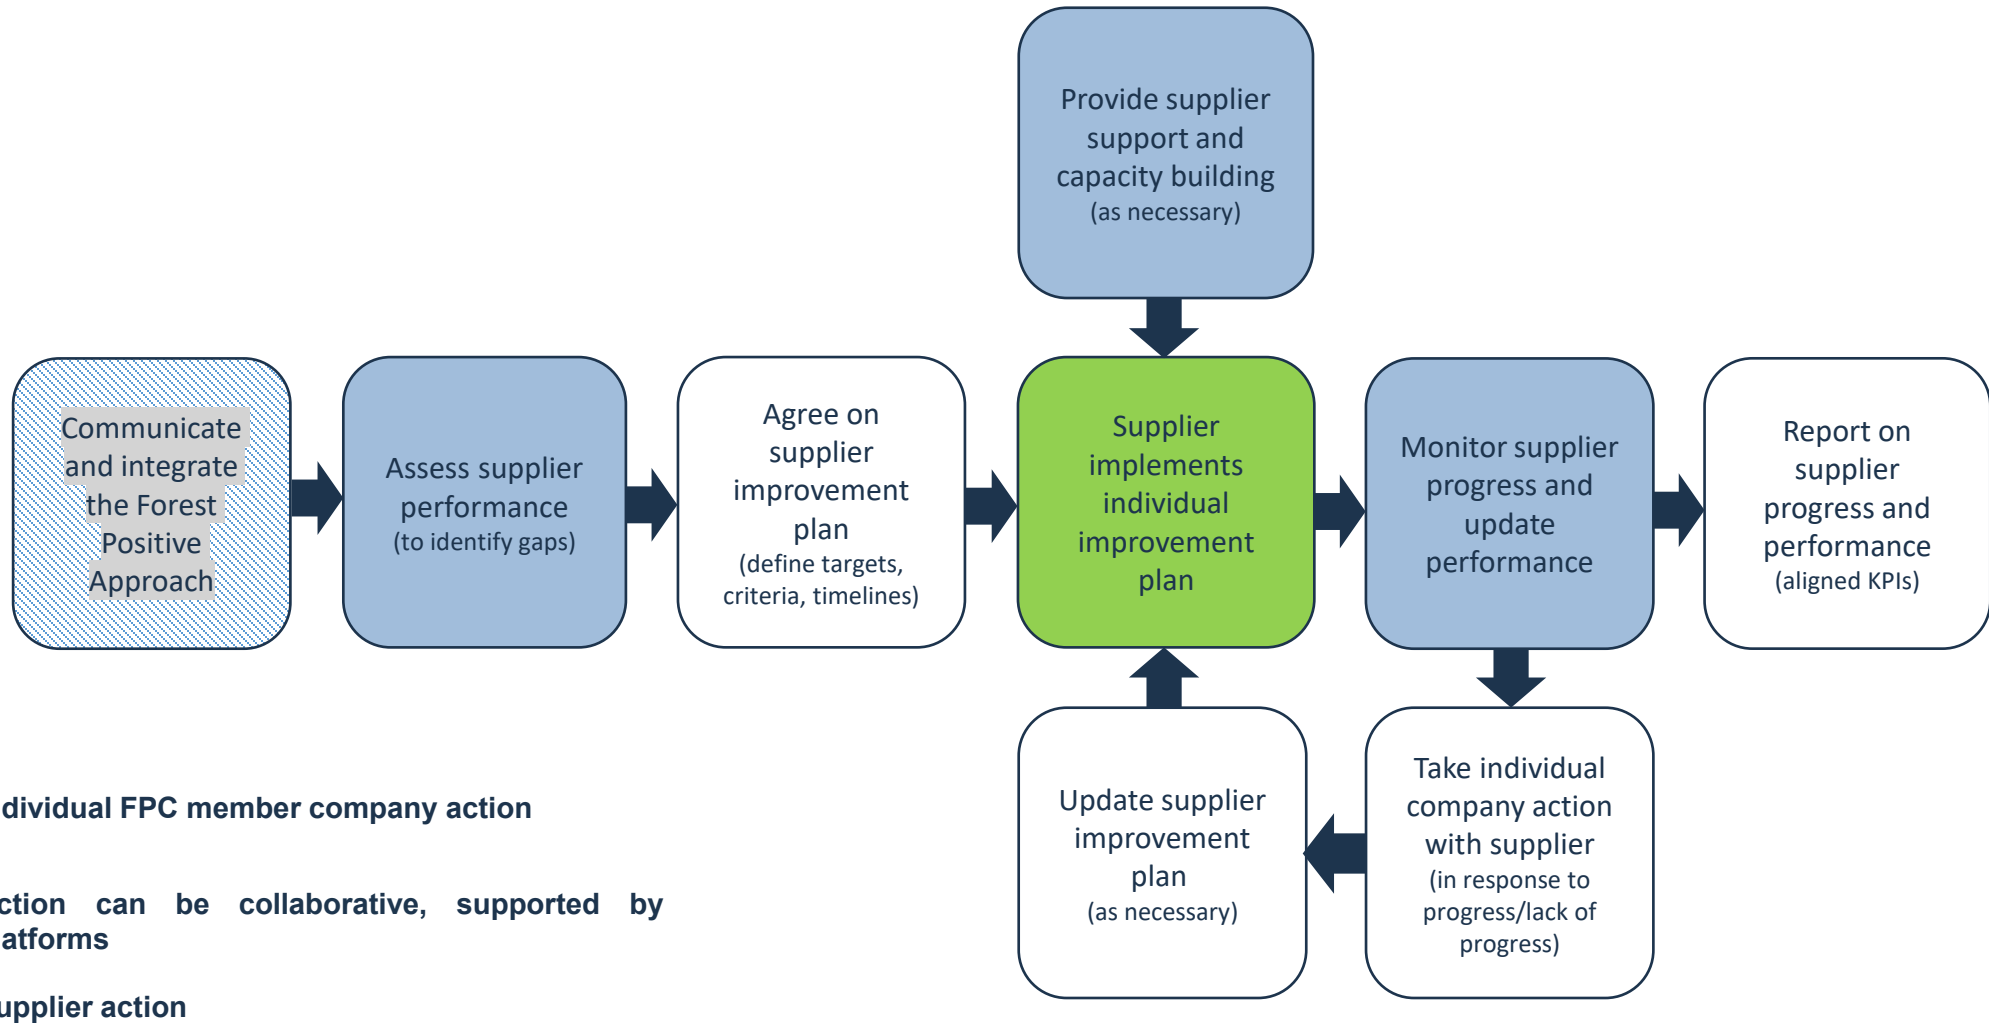 Provide supplier
support and
capacity building
(as necessary)
Communicate
and integrate
the Forest
Positive
Approach
Assess supplier
performance
(to identify gaps)
Agree on
supplier
improvement
plan
(define targets,
criteria, timelines)
Supplier
implements
individual
improvement
plan
Monitor supplier
progress and
update
performance
Report on
supplier
progress and
performance
(aligned KPIs)
Update supplier
improvement
plan
(as necessary)
Take individual
company action
with supplier
(in response to
progress/lack of
progress)
dividual FPC member company action
ction can be collaborative, supported by
atforms
upplier action